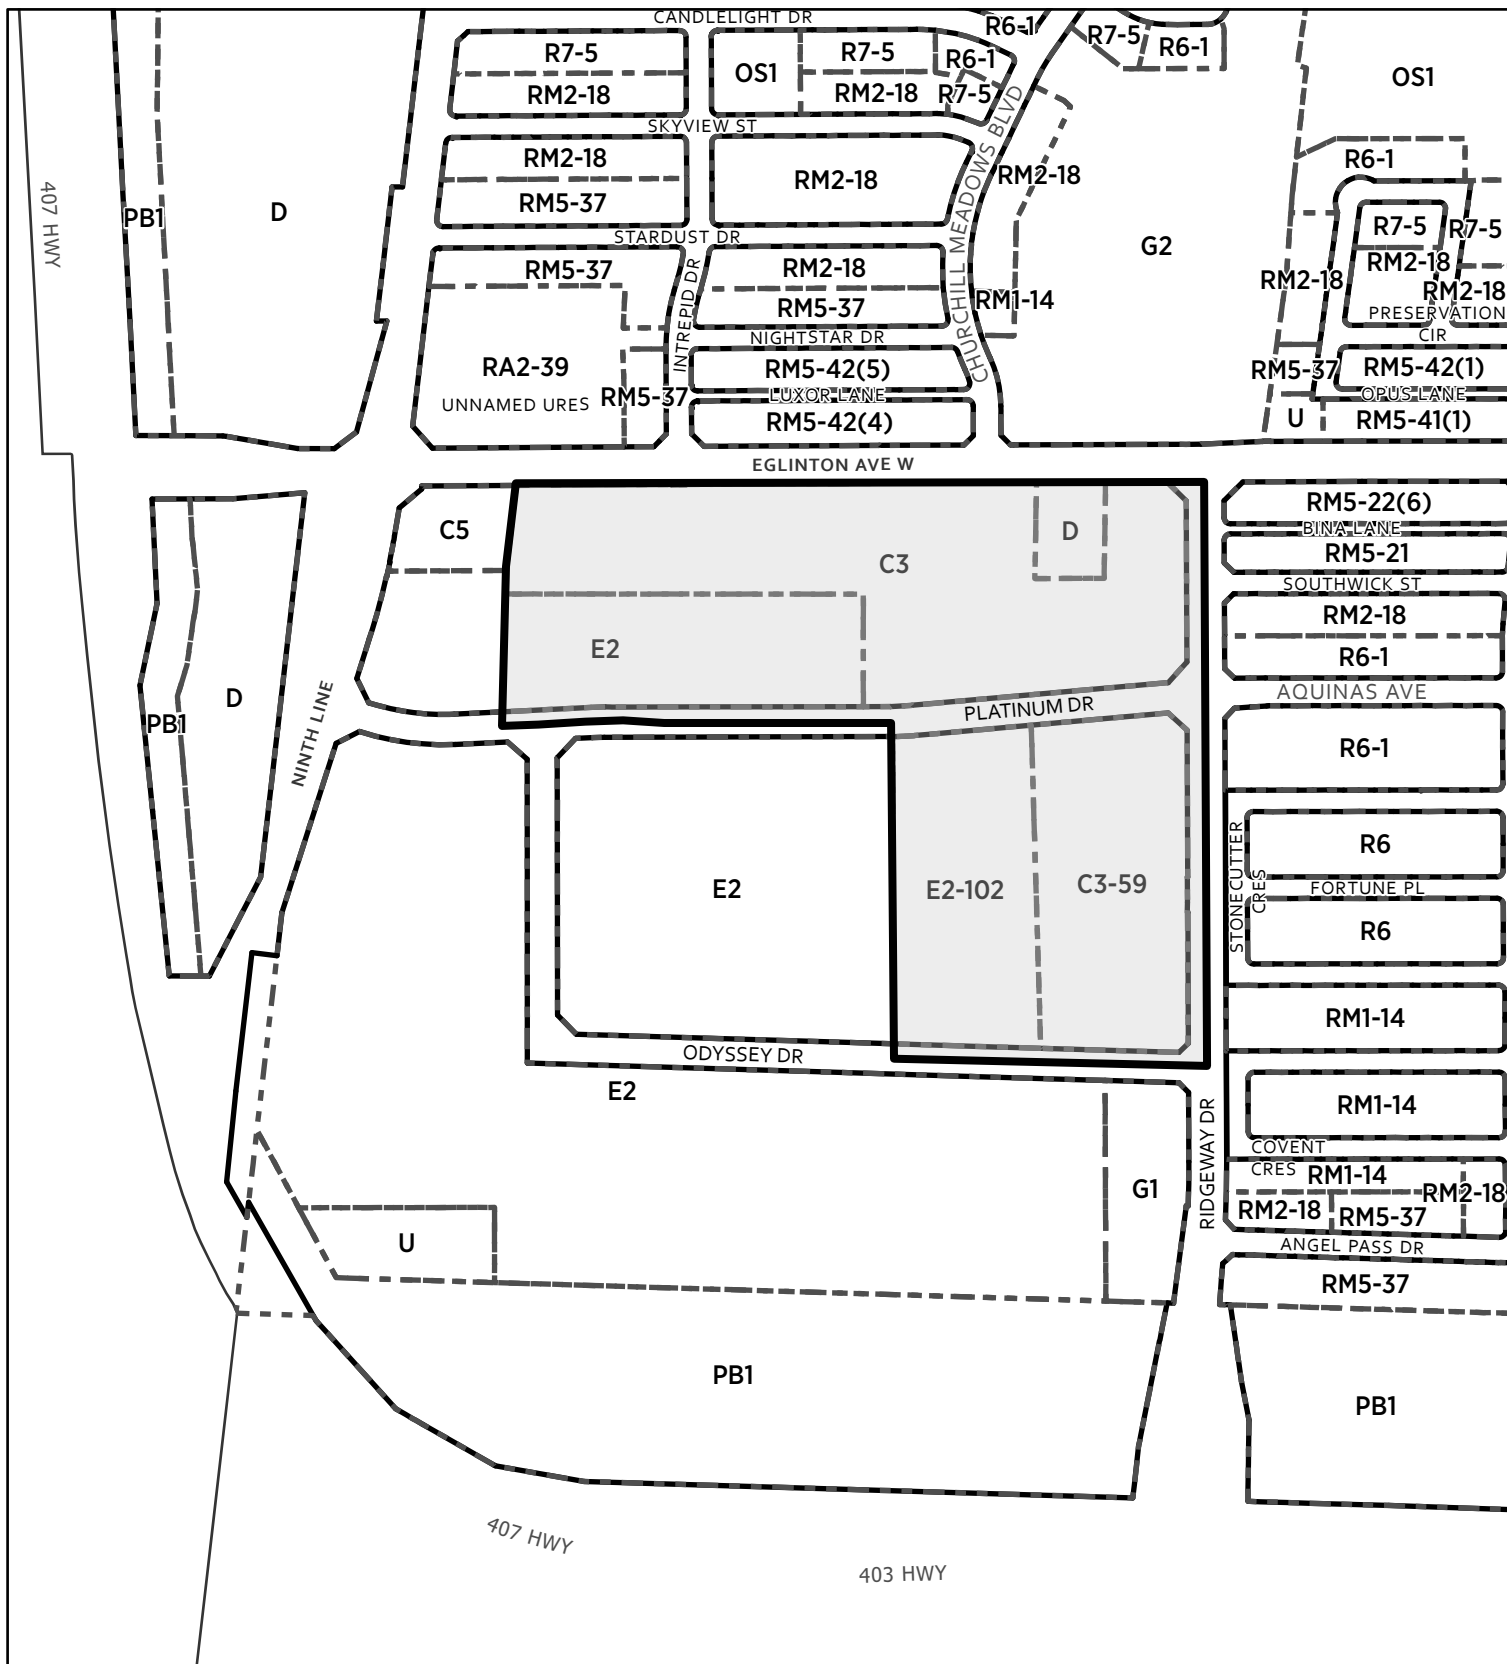 CANDLELIGHT DR
R6-1
R7-5
R6-1
OS1
R7-5
RM2-18
OS1
R7-5
RM2-18
R6-1
R7-5
SKYVIEW ST
CHURCHILL MEADOWS BLVD
RM2-18
RM5-37
RM2-18
RM2-18
R6-1
407 HWY
PB1
D
STARDUST DR
G2
R7-5
R7-5
RM2-18
RM2-18
RM2-18
RM5-37
INTREPID DR
RM2-18
RM5-37
RM1-14
PRESERVATION
CIR
NIGHTSTAR DR
RA2-39
UNNAMED URES
RM5-37
RM5-42(5)
LUXOR LANE
RM5-42(4)
RM5-37
RM5-42(1)
OPUS LANE
U
RM5-41(1)
EGLINTON AVE W
C5
C3
D
E2
RM5-22(6)
BINA LANE
RM5-21
SOUTHWICK ST
RM2-18
R6-1
AQUINAS AVE
PB1
D
NINTH LINE
PLATINUM DR
R6-1
E2
E2-102
C3-59
STONECUTTER
CRES
R6
FORTUNE PL
R6
RM1-14
ODYSSEY DR
E2
RM1-14
RIDGEWAY DR
COVENT
CRES
RM1-14
RM2-18
RM2-18
RM5-37
G1
U
ANGEL PASS DR
RM5-37
PB1
PB1
407 HWY
403 HWY